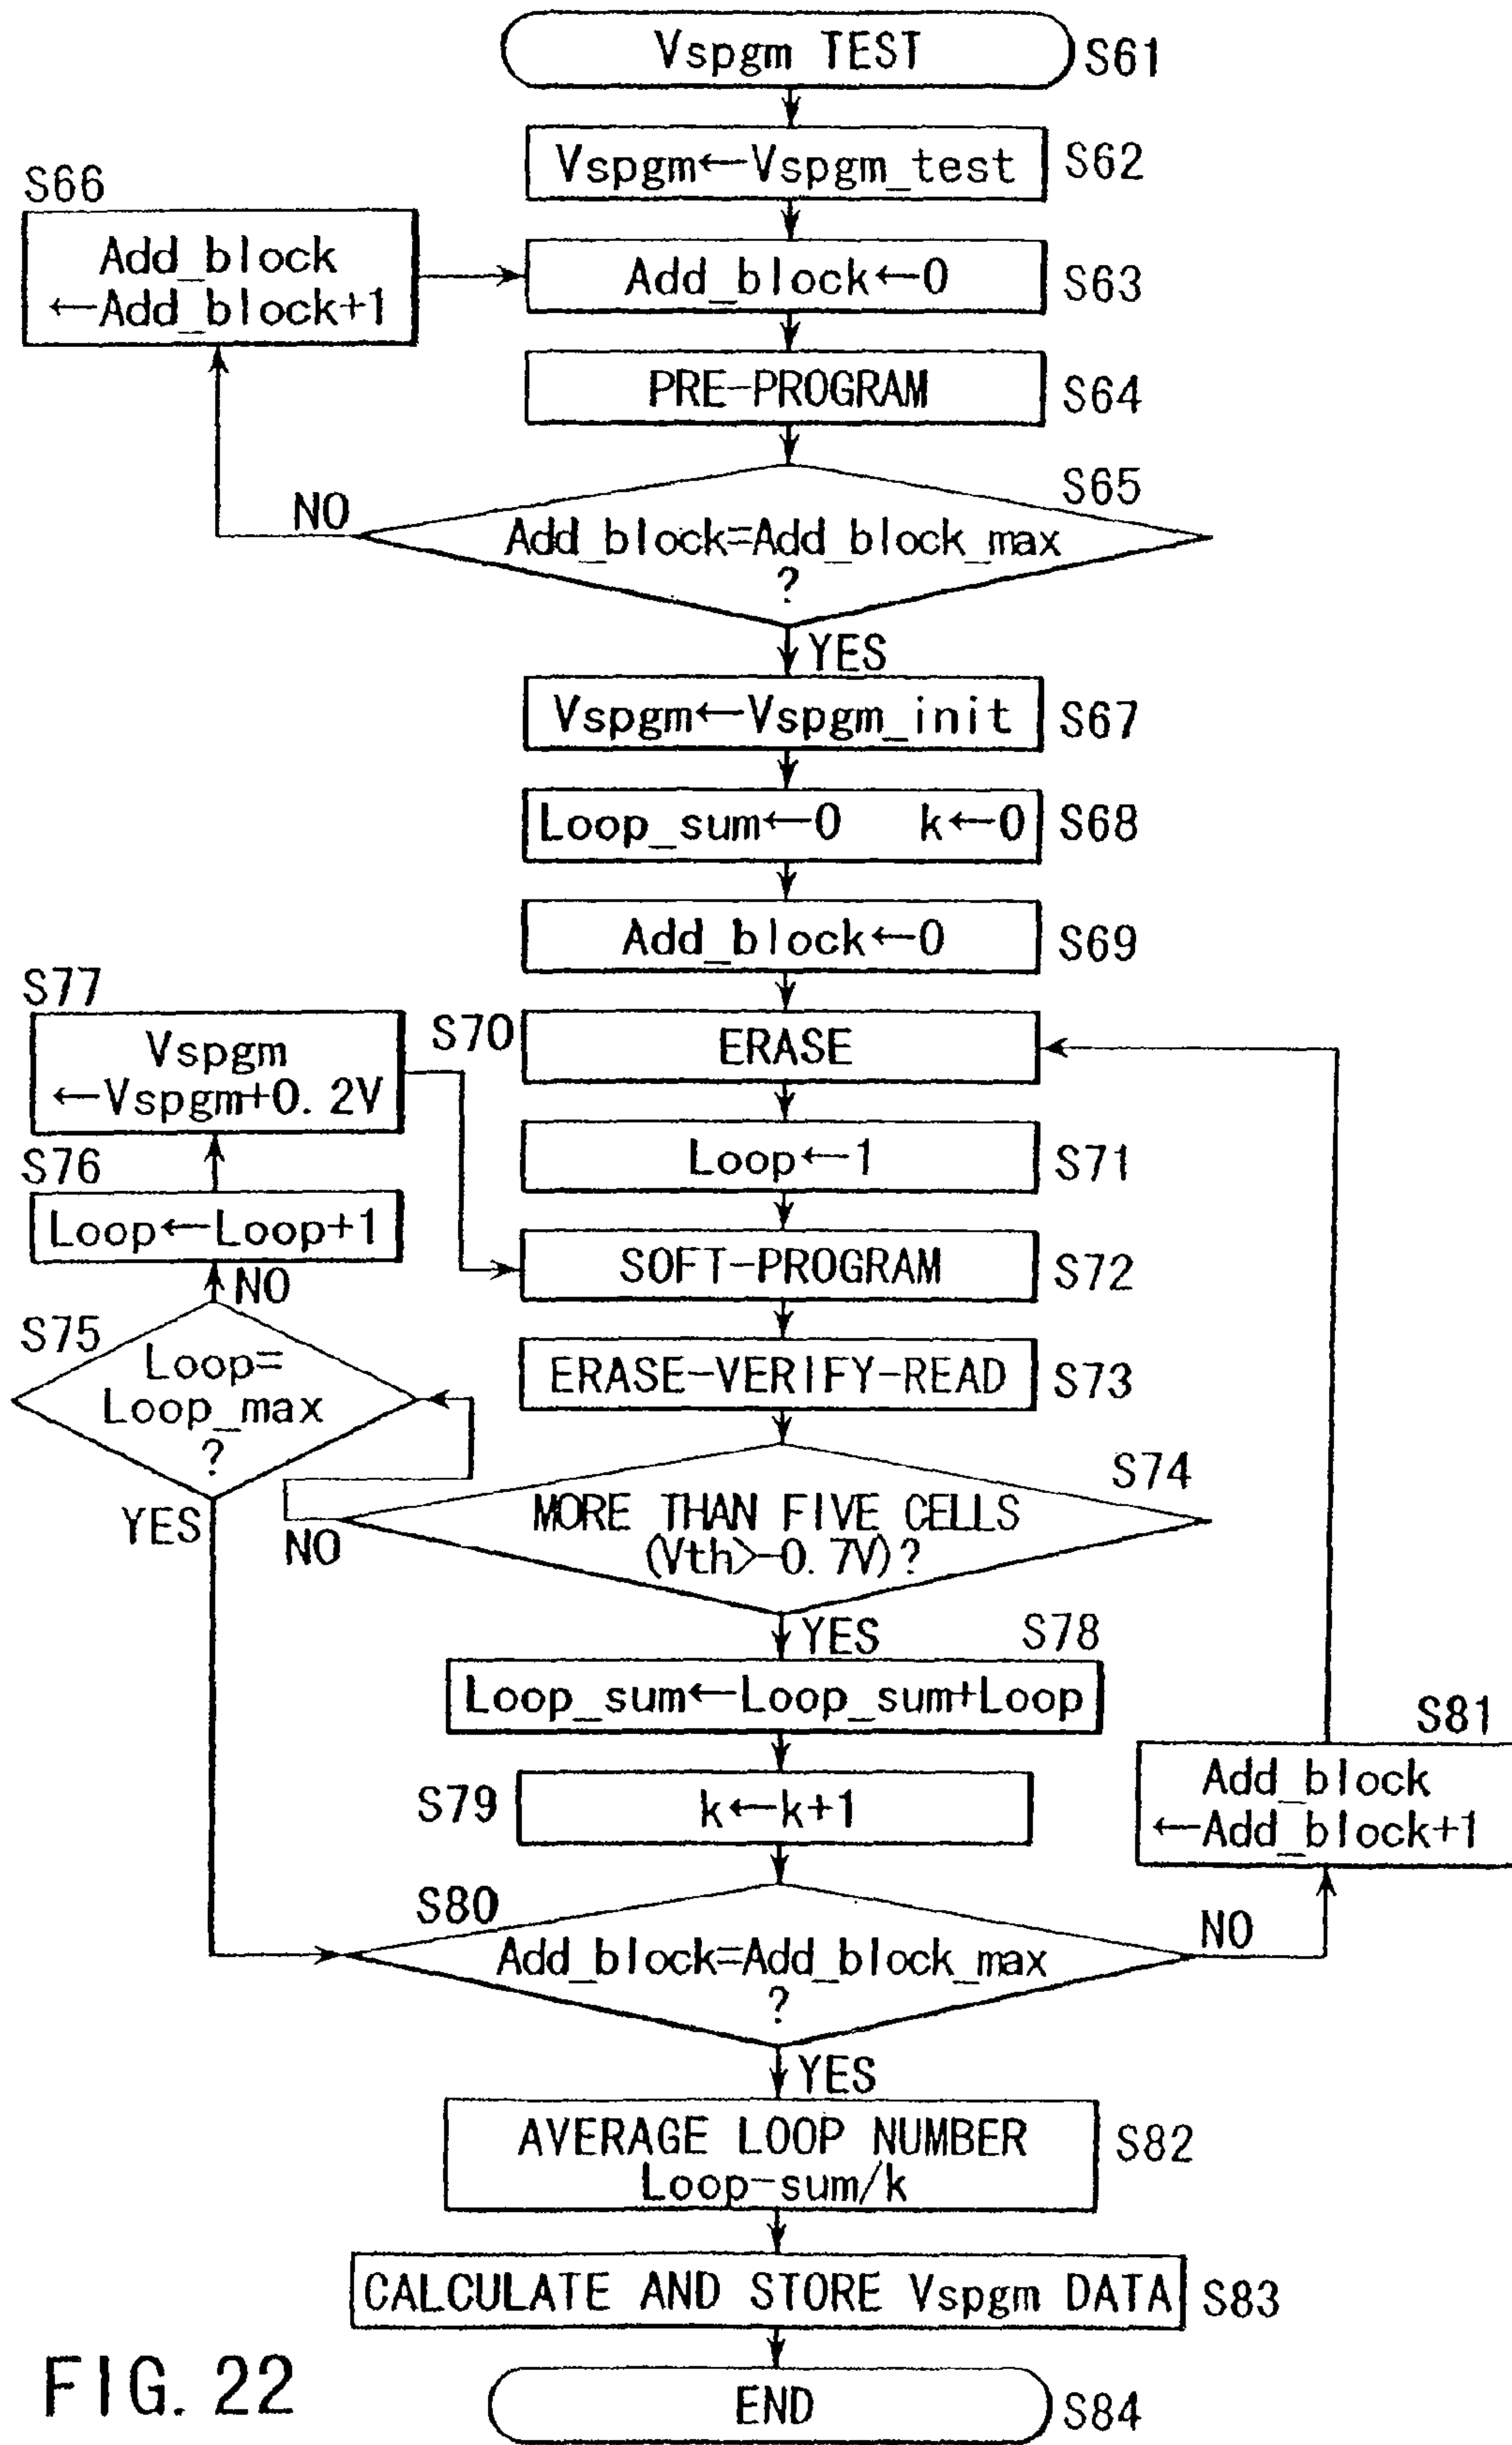 Vspgm TEST
S61
Vspgm←Vspgm_test
S62
S66
Add_block
←Add_block+1
Add_block←0
S63
PRE-PROGRAM
S64
S65
NO
Add_block=Add_block_max
?
YES
Vspgm←Vspgm_init
S67
Loop_sum←0 k←0
S68
Add_block←0
S69
S77
Vspgm
←Vspgm+0.2V
S70
ERASE
Loop←1
S71
S76
Loop←Loop+1
SOFT-PROGRAM
S72
NO
S75
Loop=
Loop_max
?
YES
ERASE-VERIFY-READ
S73
S74
MORE THAN FIVE CELLS
(Vth>-0.7V)?
NO
YES
S78
Loop_sum←Loop_sum+Loop
S81
Add_block
←Add_block+1
S79
k←k+1
S80
NO
Add_block=Add_block_max
?
YES
AVERAGE LOOP NUMBER
Loop-sum/k
S82
CALCULATE AND STORE Vspgm DATA
S83
END
S84
FIG. 22